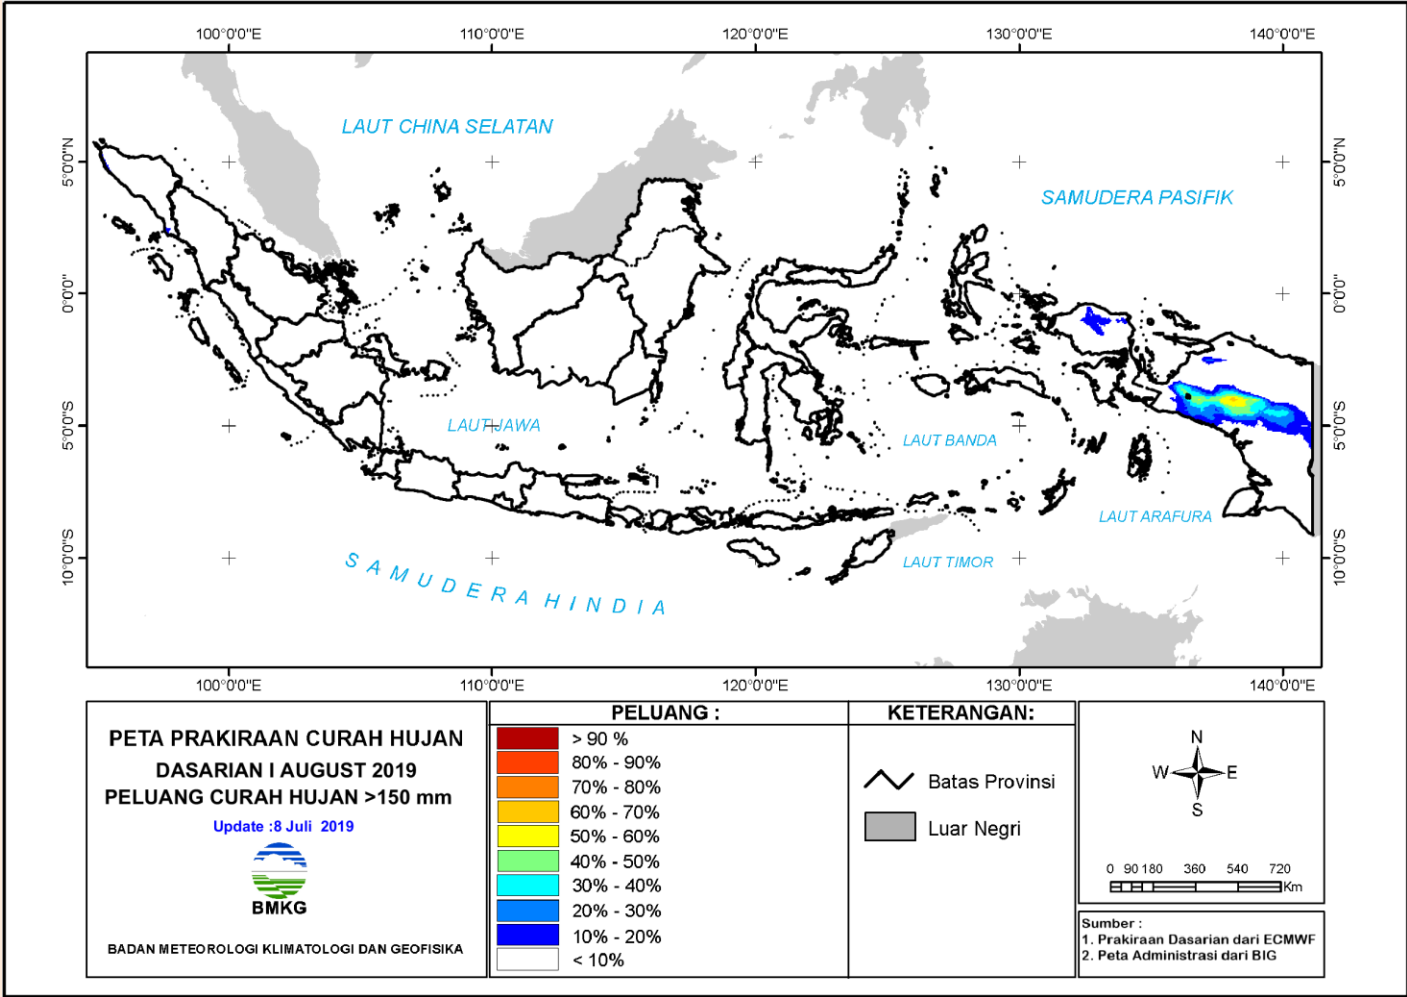 100°0'0"E 110°0'0"E 120°0'0"E 130°0'0"E 140°0'0"E
LAUT CHINA SELATAN
5°0'0"N 5°0'0"N
SAMUDERA PASIFIK
0°0'0" 0°0'0"
LAUT JAWA
5°0'0"S 5°0'0"S
LAUT BANDA
LAUT ARAFURA
10°0'0"S 10°0'0"S
LAUT TIMOR
SAMUDERA HINDIA
100°0'0"E 110°0'0"E 120°0'0"E 130°0'0"E 140°0'0"E
PETA PRAKIRAAN CURAH HUJAN
DASARIAN I AUGUST 2019
PELUANG CURAH HUJAN >150 mm
Update :8 Juli 2019
BMKG
BADAN METEOROLOGI KLIMATOLOGI DAN GEOFISIKA
PELUANG :
> 90 %
80% - 90%
70% - 80%
60% - 70%
50% - 60%
40% - 50%
30% - 40%
20% - 30%
10% - 20%
< 10%
KETERANGAN:
Batas Provinsi
Luar Negri
N
W E
S
0 90 180 360 540 720
Km
Sumber :
1. Prakiraan Dasarian dari ECMWF
2. Peta Administrasi dari BIG